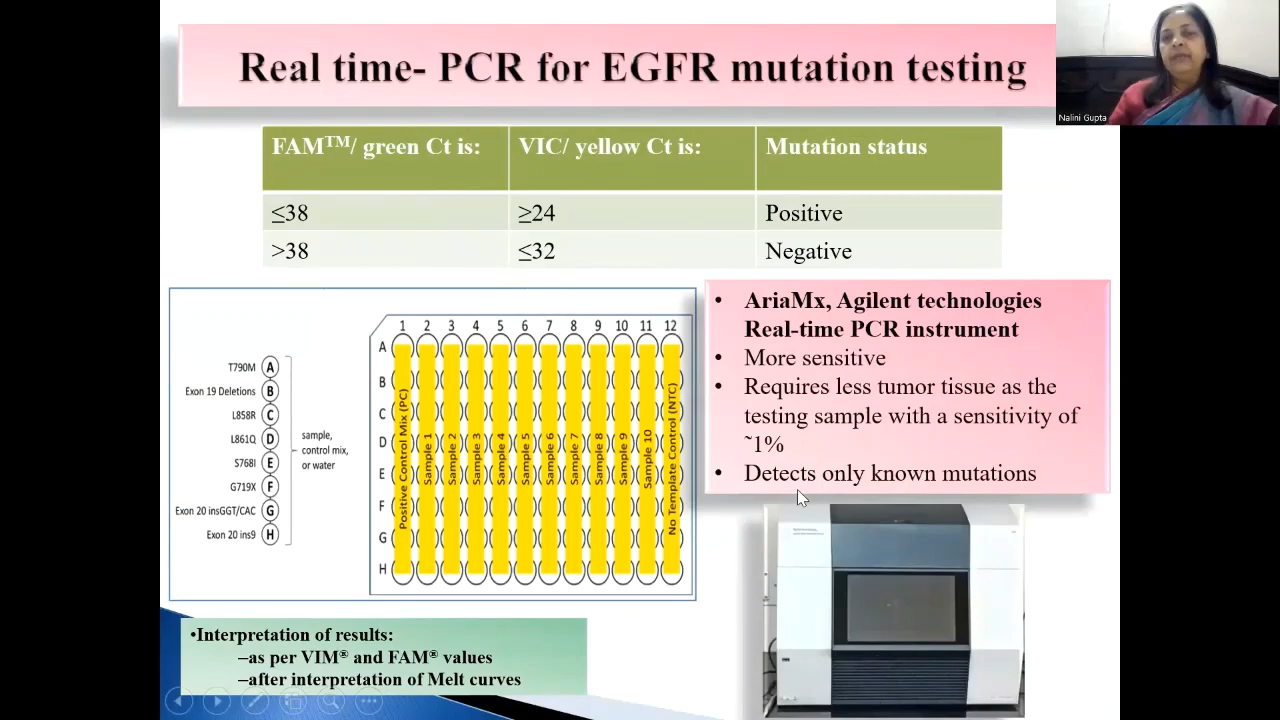 Real time- PCR for EGFR mutation testing
Nalini Gupta
FAM™/ green Ct is: VIC/ yellow Ct is: Mutation status
≤38 ≥24 Positive
>38 ≤32 Negative
• AriaMx, Agilent technologies
Real-time PCR instrument
• More sensitive
• Requires less tumor tissue as the
testing sample with a sensitivity of
˜1%
• Detects only known mutations
T790M A
Exon 19 Deletions B
L858R C
L861Q D
S768I E
G719X F
Exon 20 insGGT/CAC G
Exon 20 ins9 H
sample,
control mix,
or water
1 2 3 4 5 6 7 8 9 10 11 12
A
B
C
D
E
F
G
H
Positive Control Mix (PC)
Sample 1
Sample 2
Sample 3
Sample 4
Sample 5
Sample 6
Sample 7
Sample 8
Sample 9
Sample 10
No Template Control (NTC)
•Interpretation of results:
–as per VIM® and FAM® values
–after interpretation of Melt curves